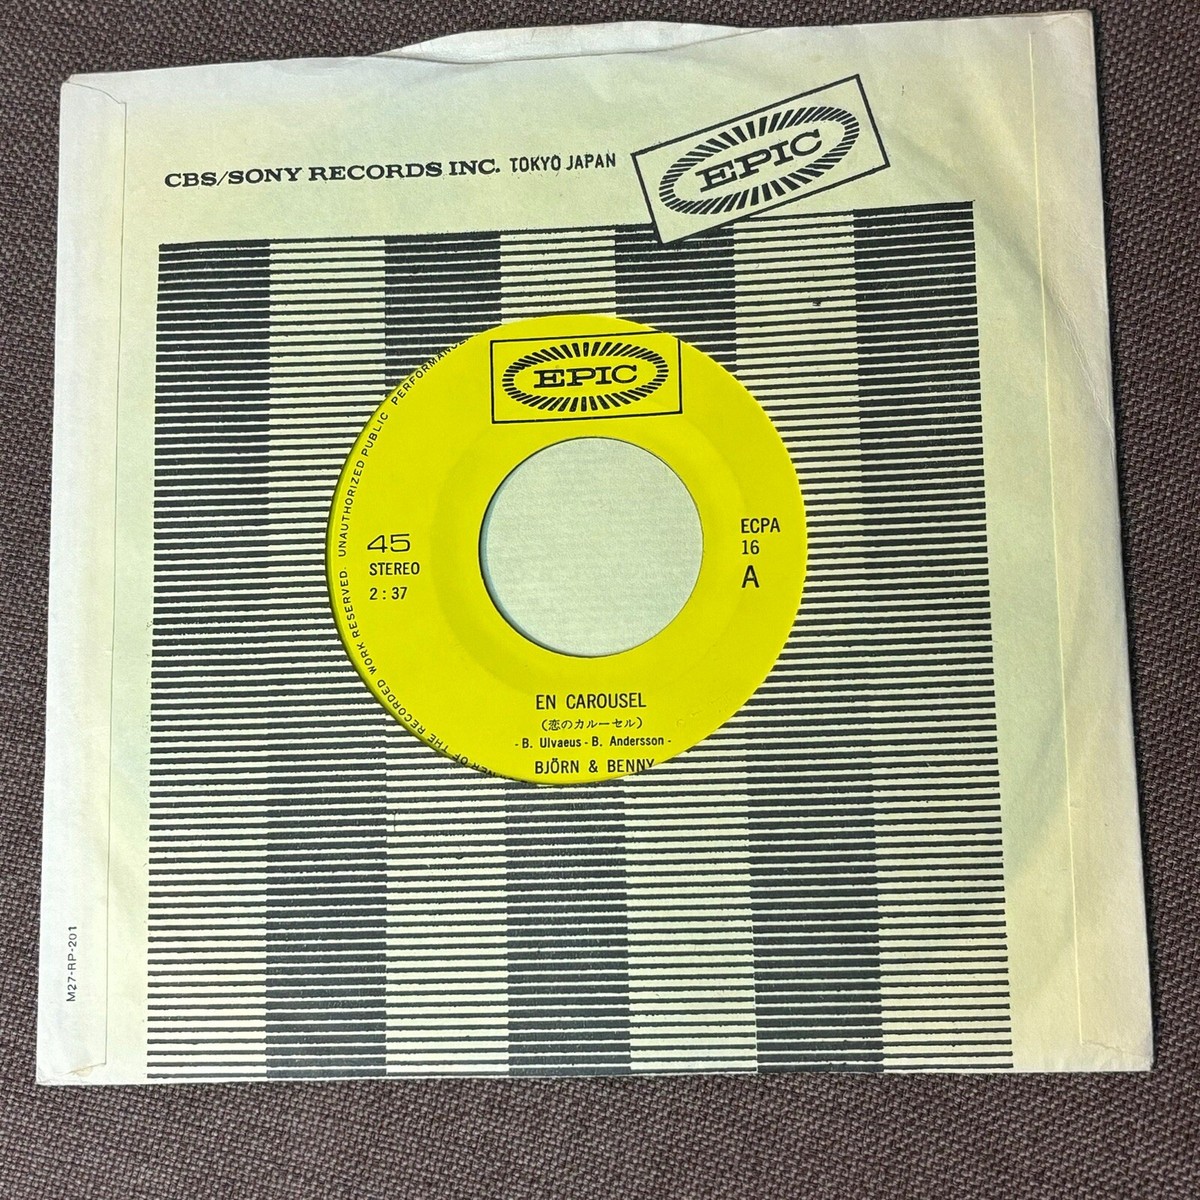 CBS/SONY RECORDS INC. TOKYO JAPAN
EPIC
EPIC
UNAUTHORIZED PUBLIC PERFORMANCE
WORK RESERVED.
OF THE RECORDED
45
STEREO
2:37
ECPA
16
A
EN CAROUSEL
(恋のカルーセル)
- B. Ulvaeus - B. Andersson -
BJÖRN & BENNY
M27-RP-201